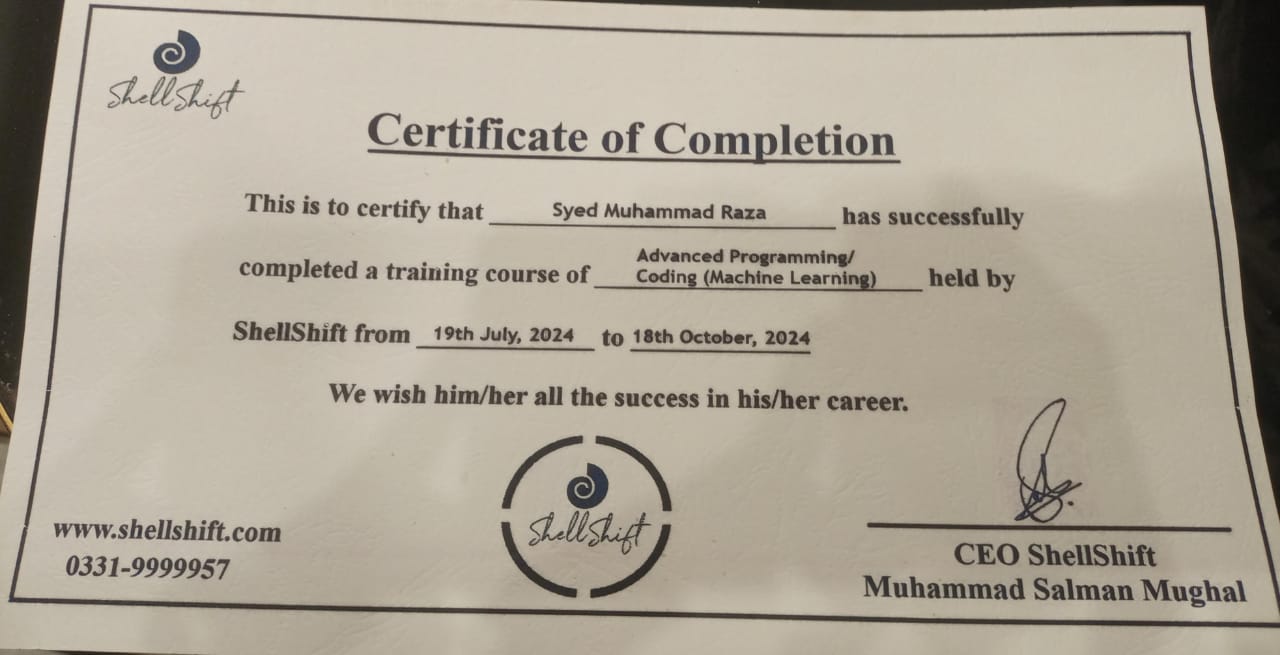 ShellShift
Certificate of Completion
This is to certify that Syed Muhammad Raza has successfully
completed a training course of Advanced Programming/
Coding (Machine Learning) held by
ShellShift from 19th July, 2024 to 18th October, 2024
We wish him/her all the success in his/her career.
ShellShift
www.shellshift.com
0331-9999957
CEO ShellShift
Muhammad Salman Mughal